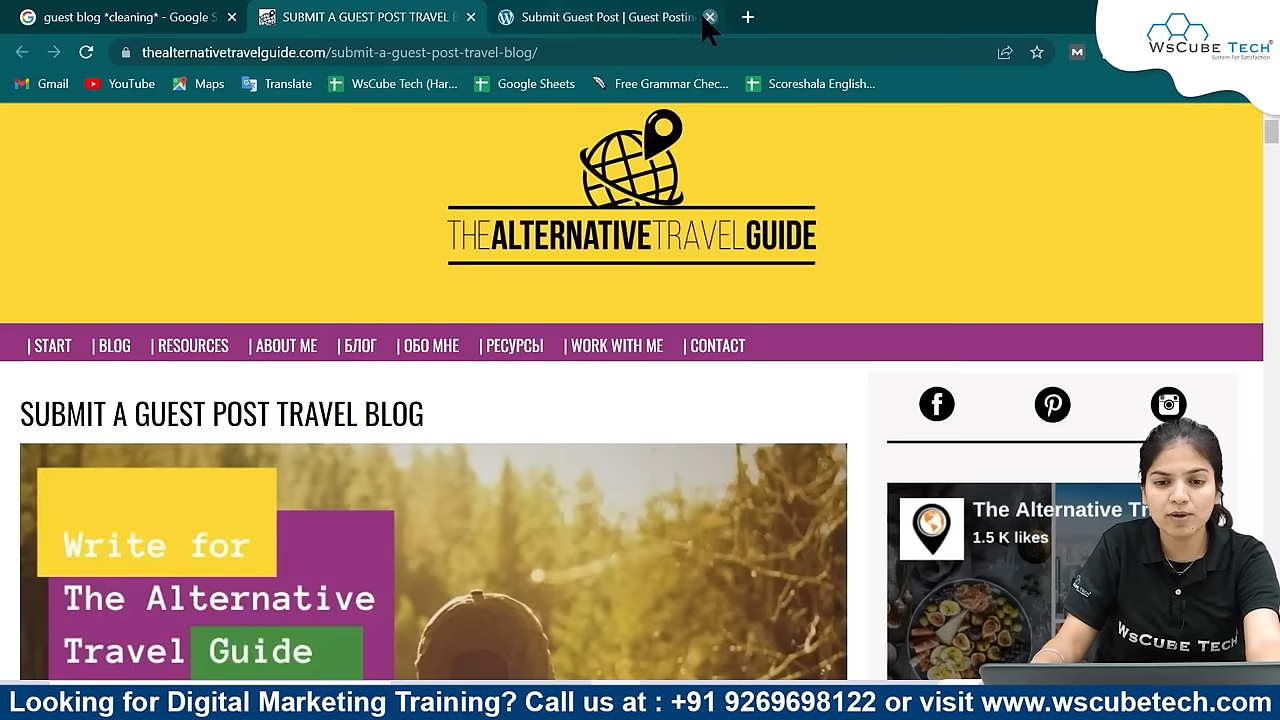 guest blog *cleaning* - Google S
SUBMIT A GUEST POST TRAVEL B
Submit Guest Post | Guest Postin
thealternativetravelguide.com/submit-a-guest-post-travel-blog/
M
WsCube Tech®
System For Satisfaction
Gmail
YouTube
Maps
Translate
WsCube Tech (Har...
Google Sheets
Free Grammar Chec...
Scoreshala English...
THEALTERNATIVETRAVELGUIDE
| START | BLOG | RESOURCES | ABOUT ME | БЛОГ | ОБО МНЕ | РЕСУРСЫ | WORK WITH ME | CONTACT
SUBMIT A GUEST POST TRAVEL BLOG
Write for
The Alternative
Travel Guide
The Alternative Tr
1.5 K likes
WsCube Tech
Looking for Digital Marketing Training? Call us at : +91 9269698122 or visit www.wscubetech.com